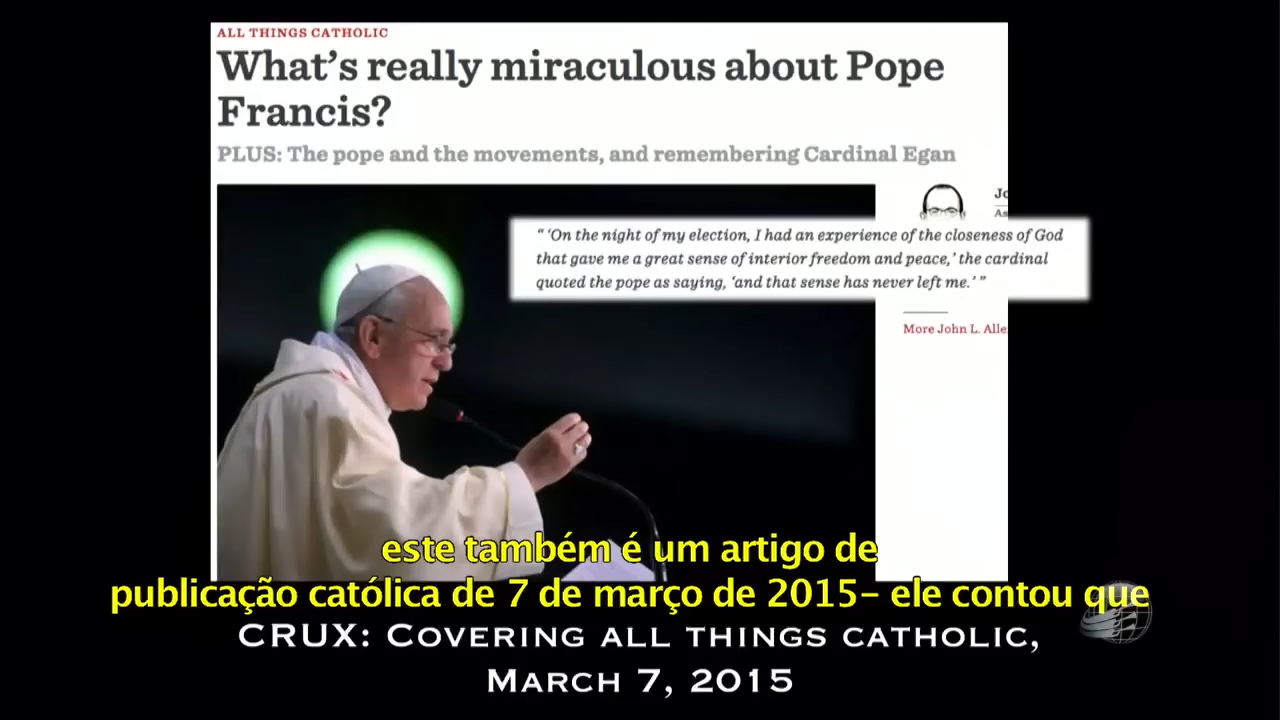 ALL THINGS CATHOLIC
What's really miraculous about Pope
Francis?
PLUS: The pope and the movements, and remembering Cardinal Egan
“ ‘On the night of my election, I had an experience of the closeness of God
that gave me a great sense of interior freedom and peace,’ the cardinal
quoted the pope as saying, ‘and that sense has never left me.’ ”
More John L. Alle
este também é um artigo de
publicação católica de 7 de março de 2015- ele contou que
CRUX: COVERING ALL THINGS CATHOLIC,
MARCH 7, 2015